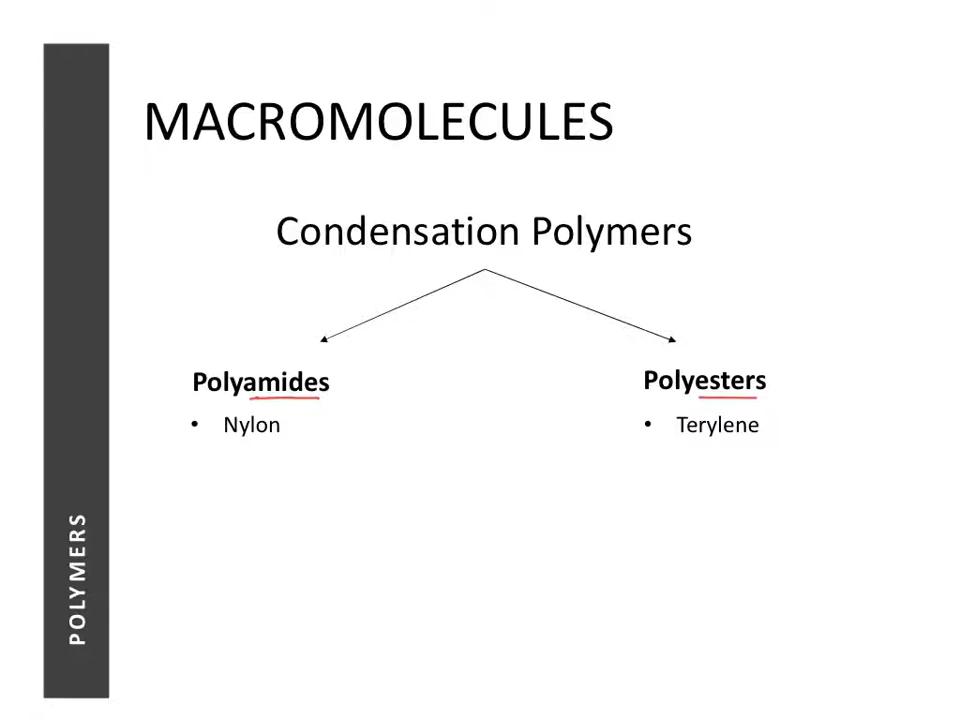 MACROMOLECULES
Condensation Polymers
Polyamides
• Nylon
Polyesters
• Terylene
POLYMERS